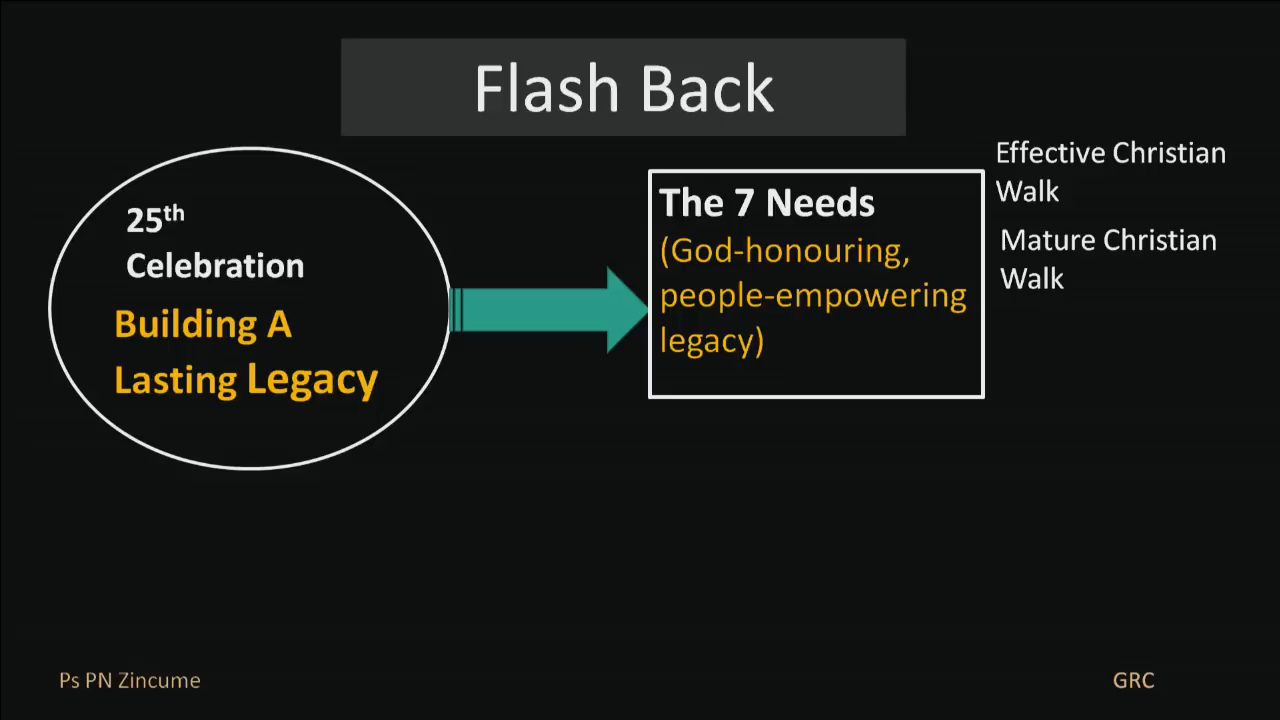 Flash Back
25th
Celebration
Building A
Lasting Legacy
The 7 Needs
(God-honouring,
people-empowering
legacy)
Effective Christian
Walk
Mature Christian
Walk
Ps PN Zincume
GRC